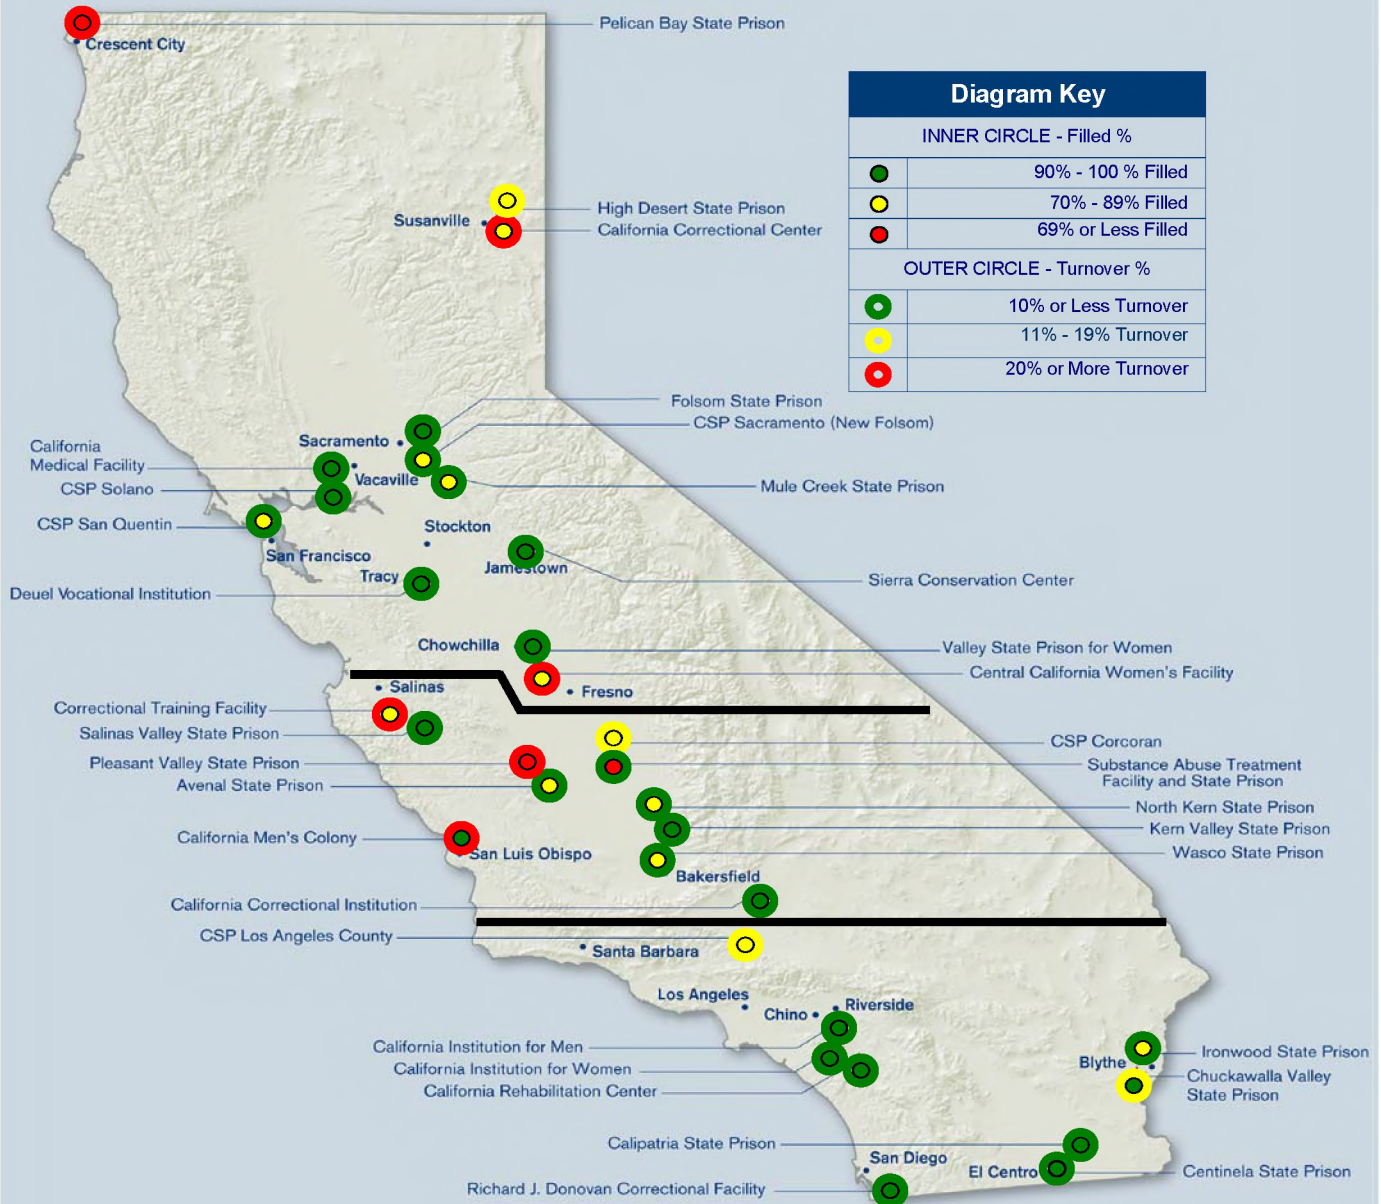 Pelican Bay State Prison
Crescent City
Diagram Key
INNER CIRCLE - Filled %
90% - 100 % Filled
70% - 89% Filled
69% or Less Filled
OUTER CIRCLE - Turnover %
10% or Less Turnover
11% - 19% Turnover
20% or More Turnover
High Desert State Prison
Susanville
California Correctional Center
Folsom State Prison
CSP Sacramento (New Folsom)
Sacramento
California
Medical Facility
Vacaville
CSP Solano
Mule Creek State Prison
CSP San Quentin
Stockton
San Francisco
Jamestown
Tracy
Sierra Conservation Center
Deuel Vocational Institution
Chowchilla
Valley State Prison for Women
Central California Women's Facility
Salinas
Fresno
Correctional Training Facility
Salinas Valley State Prison
CSP Corcoran
Pleasant Valley State Prison
Substance Abuse Treatment
Facility and State Prison
Avenal State Prison
North Kern State Prison
Kern Valley State Prison
California Men's Colony
San Luis Obispo
Wasco State Prison
Bakersfield
California Correctional Institution
CSP Los Angeles County
Santa Barbara
Los Angeles
Riverside
Chino
California Institution for Men
California Institution for Women
California Rehabilitation Center
Ironwood State Prison
Blythe
Chuckawalla Valley
State Prison
Calipatria State Prison
San Diego
El Centro
Centinela State Prison
Richard J. Donovan Correctional Facility